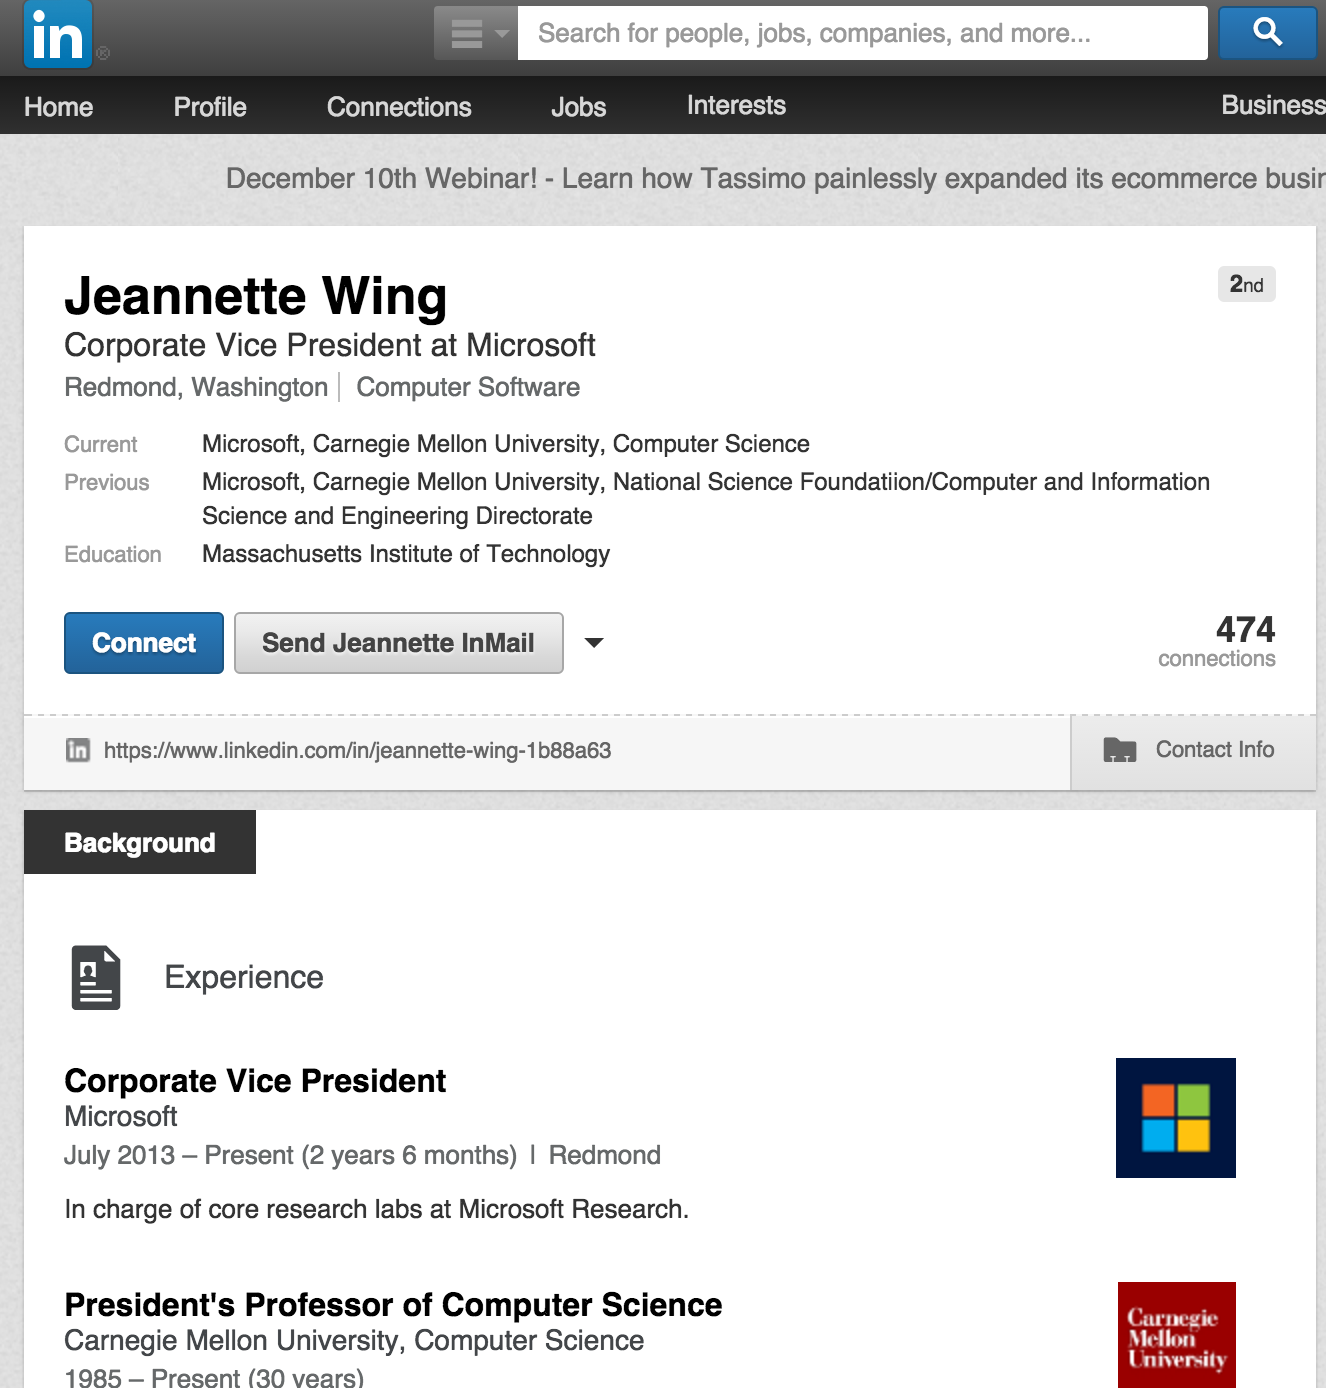 in ®
Search for people, jobs, companies, and more...
Home Profile Connections Jobs Interests Business
December 10th Webinar! - Learn how Tassimo painlessly expanded its ecommerce
Jeannette Wing
2nd
Corporate Vice President at Microsoft
Redmond, Washington Computer Software
Current Microsoft, Carnegie Mellon University, Computer Science
Previous Microsoft, Carnegie Mellon University, National Science Foundatiion/Computer and Information
Science and Engineering Directorate
Education Massachusetts Institute of Technology
Connect Send Jeannette InMail
474
connections
in https://www.linkedin.com/in/jeannette-wing-1b88a63
Contact Info
Background
Experience
Corporate Vice President
Microsoft
July 2013 – Present (2 years 6 months) | Redmond
In charge of core research labs at Microsoft Research.
President's Professor of Computer Science
Carnegie Mellon University, Computer Science
1985 – Present (30 years)
Carnegie
Mellon
University